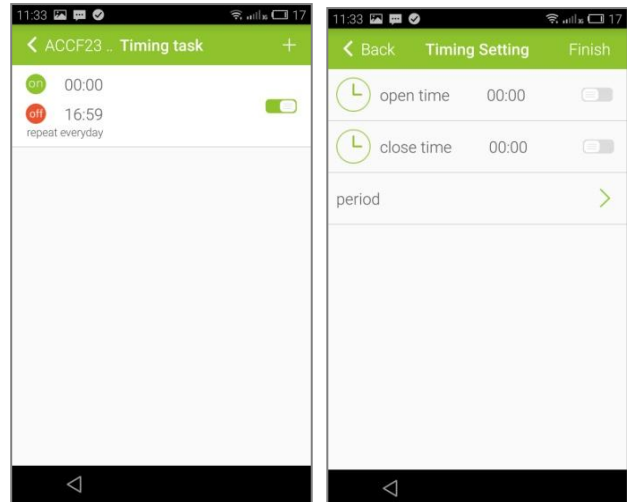 11:33 17
ACCF23 .. Timing task +
on 00:00
off 16:59
repeat everyday
11:33 17
Back Timing Setting Finish
open time 00:00
close time 00:00
period